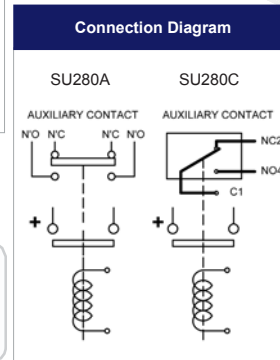 Connection Diagram
SU280A SU280C
AUXILIARY CONTACT AUXILIARY CONTACT
N'O N'C N'C N'O
NC2
NO4
C1
+ +